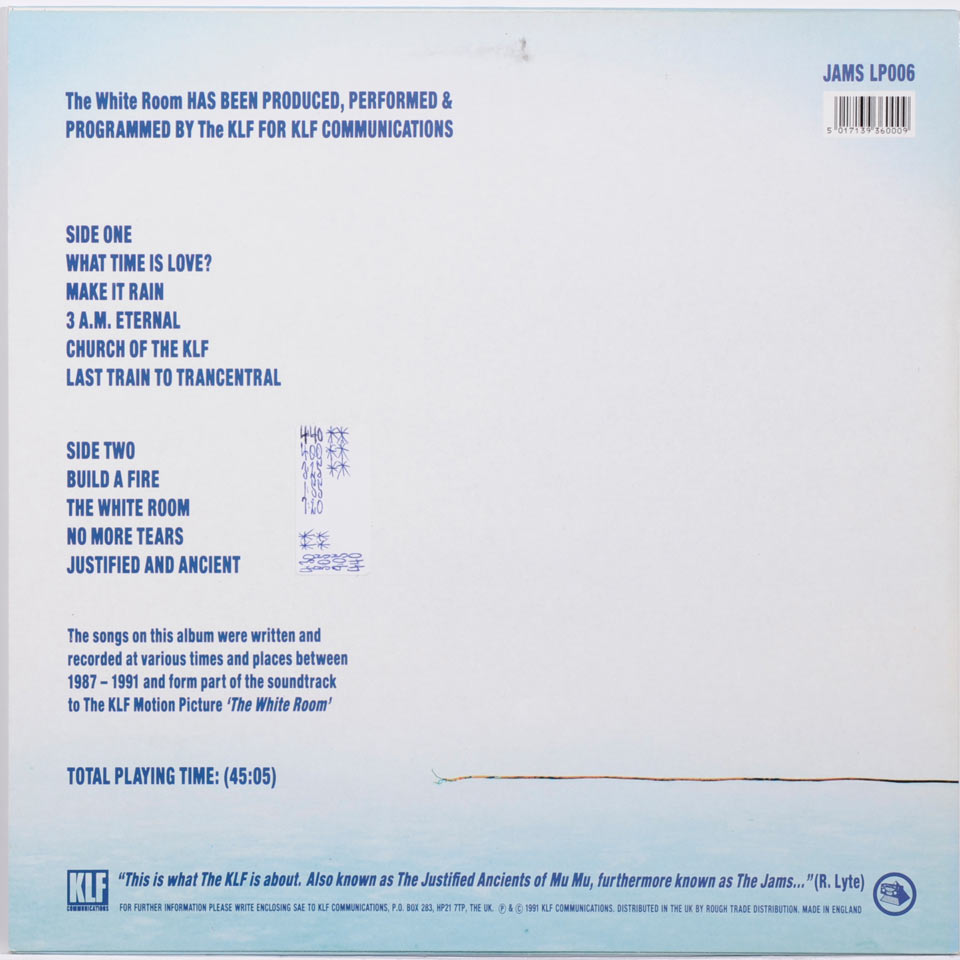 JAMS LP006
5 017139 360009
The White Room HAS BEEN PRODUCED, PERFORMED &
PROGRAMMED BY The KLF FOR KLF COMMUNICATIONS
SIDE ONE
WHAT TIME IS LOVE?
MAKE IT RAIN
3 A.M. ETERNAL
CHURCH OF THE KLF
LAST TRAIN TO TRANCENTRAL
SIDE TWO
BUILD A FIRE
THE WHITE ROOM
NO MORE TEARS
JUSTIFIED AND ANCIENT
The songs on this album were written and
recorded at various times and places between
1987 – 1991 and form part of the soundtrack
to The KLF Motion Picture ‘The White Room’
TOTAL PLAYING TIME: (45:05)
KLF
COMMUNICATIONS
“This is what The KLF is about. Also known as The Justified Ancients of Mu Mu, furthermore known as The Jams...”(R. Lyte)
FOR FURTHER INFORMATION PLEASE WRITE ENCLOSING SAE TO KLF COMMUNICATIONS, P.O. BOX 283, HP21 7TP, THE UK. ℗ & © 1991 KLF COMMUNICATIONS. DISTRIBUTED IN THE UK BY ROUGH TRADE DISTRIBUTION. MADE IN ENGLAND